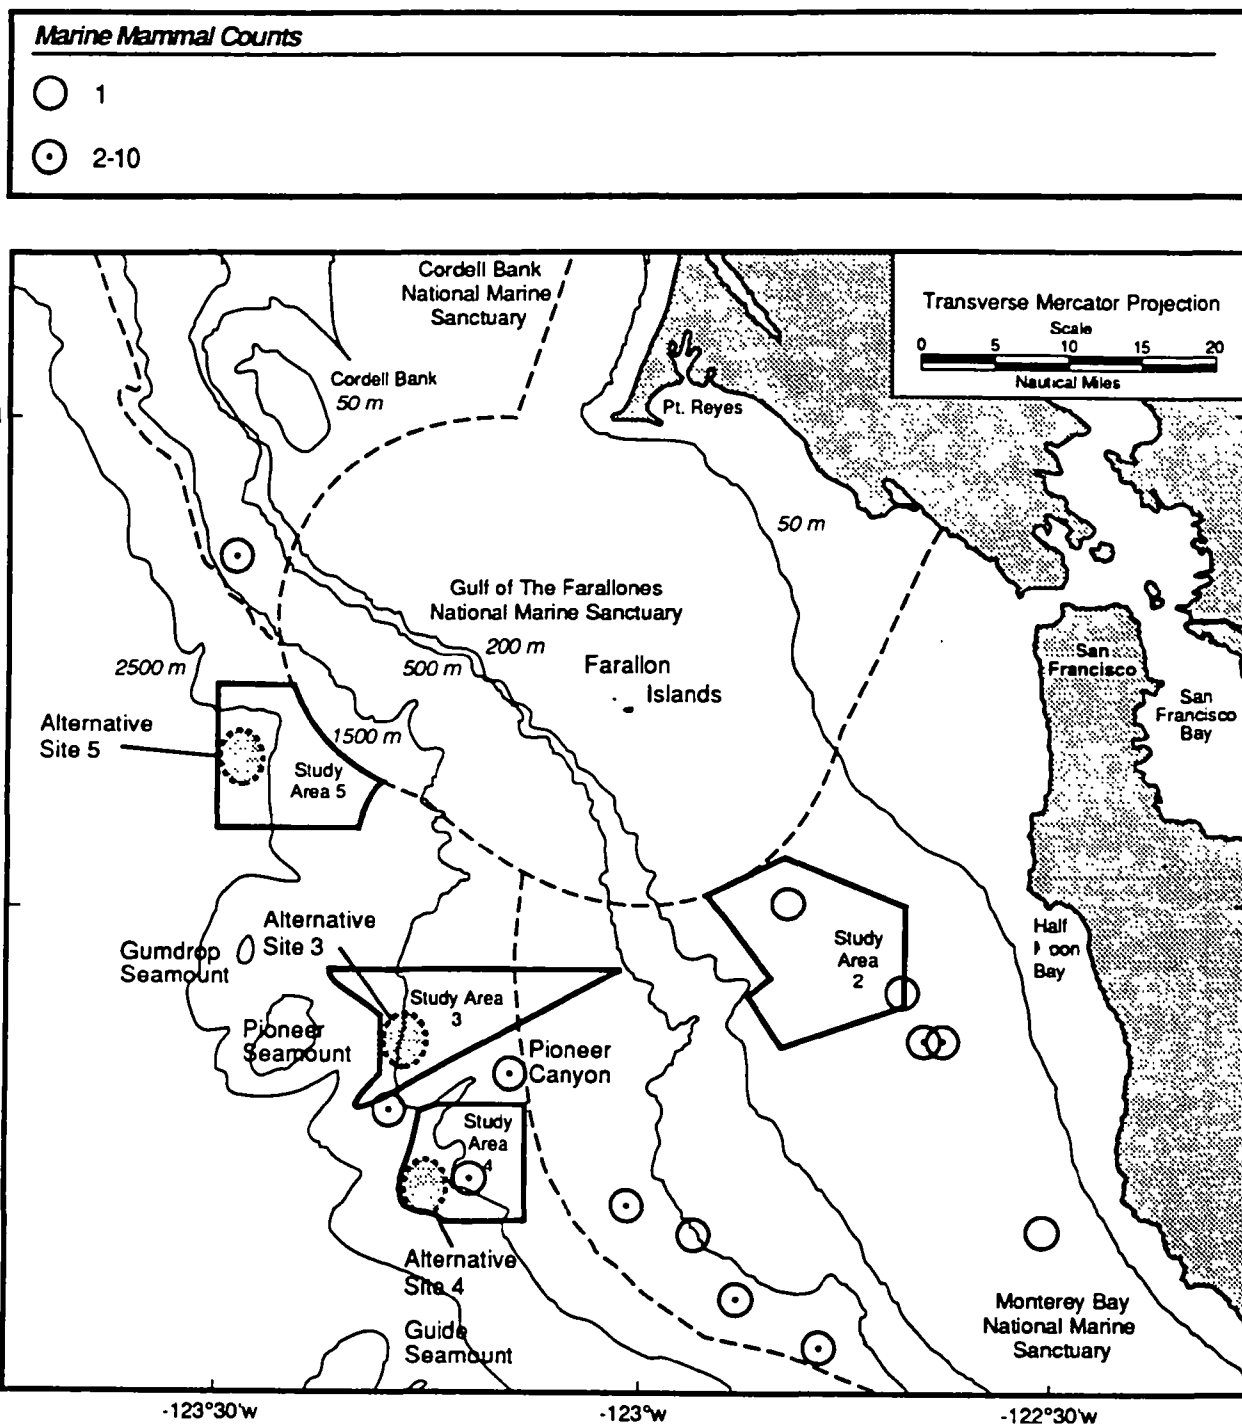 Marine Mammal Counts
1
2-10
Cordell Bank
National Marine
Sanctuary
Transverse Mercator Projection
Scale
0 5 10 15 20
Nautical Miles
Cordell Bank
50 m
Pt. Reyes
50 m
Gulf of The Farallones
National Marine Sanctuary
200 m
500 m
2500 m
Farallon
Islands
San
Francisco
San
Francisco
Bay
Alternative
Site 5
1500 m
Study
Area 5
Alternative
Site 3
Gumdrop
Seamount
Study Area
3
Pioneer
Seamount
Pioneer
Canyon
Study
Area
2
Half
oon
Bay
Study
Area
4
Alternative
Site 4
Guide
Seamount
Monterey Bay
National Marine
Sanctuary
-123°30'W
-123°W
-122°30'W